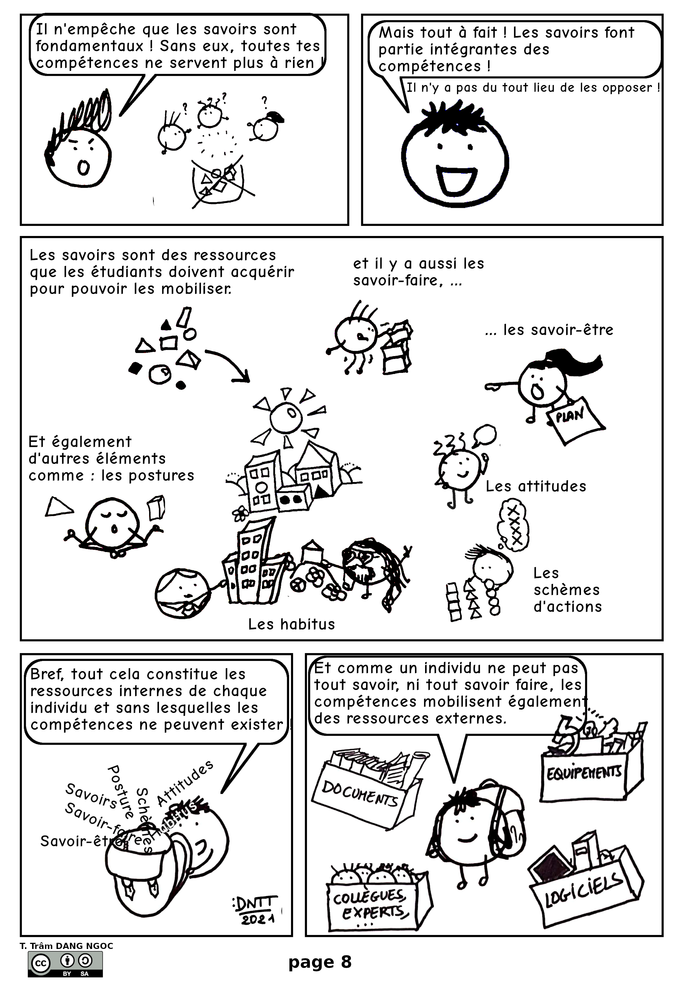 Il n'empêche que les savoirs sont
fondamentaux ! Sans eux, toutes tes
compétences ne servent plus à rien !
? ? ?
?
Mais tout à fait ! Les savoirs font
partie intégrantes des
compétences !
Il n'y a pas du tout lieu de les opposer !
Les savoirs sont des ressources
que les étudiants doivent acquérir
pour pouvoir les mobiliser.
et il y a aussi les
savoir-faire, ...
... les savoir-être
PLAN
Et également
d'autres éléments
comme : les postures
Les attitudes
Les
schèmes
d'actions
Les habitus
Bref, tout cela constitue les
ressources internes de chaque
individu et sans lesquelles les
compétences ne peuvent exister
Attitudes
Posture
Schèmes
Savoirs
Savoir-faire
Savoir-être
:DNTT
2021
Et comme un individu ne peut pas
tout savoir, ni tout savoir faire, les
compétences mobilisent également
des ressources externes.
DOCUMENTS
EQUIPEMENTS
COLLÈGUES,
EXPERTS,
...
LOGICIELS
T. Trâm DANG NGOC
cc
BY SA
page 8